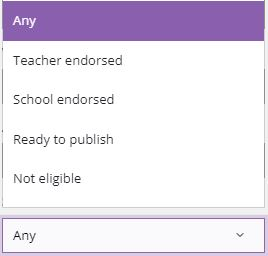 Any
Teacher endorsed
School endorsed
Ready to publish
Not eligible
Any